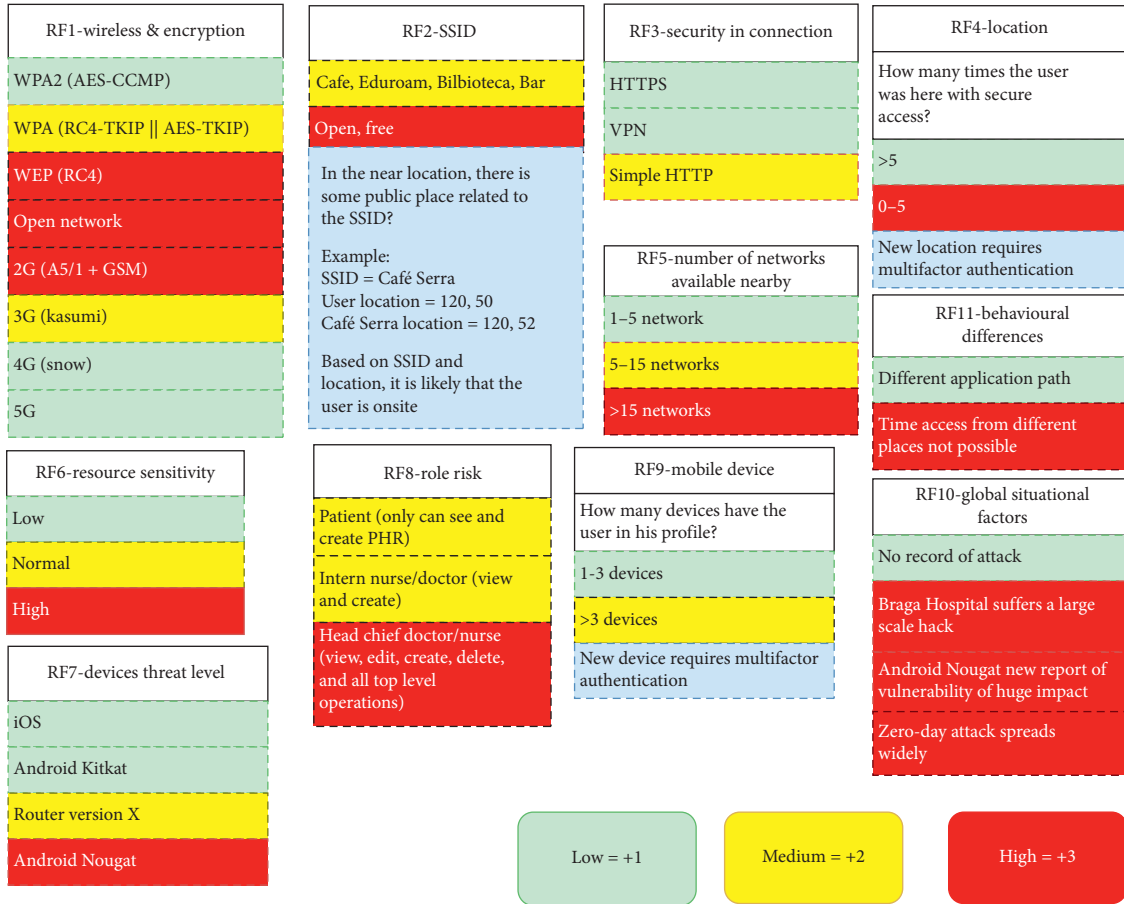 RF1-wireless & encryption
WPA2 (AES-CCMP)
WPA (RC4-TKIP || AES-TKIP)
WEP (RC4)
Open network
2G (A5/1 + GSM)
3G (kasumi)
4G (snow)
5G
RF2-SSID
Cafe, Eduroam, Bilbioteca, Bar
Open, free
In the near location, there is
some public place related to
the SSID?
Example:
SSID = Café Serra
User location = 120, 50
Café Serra location = 120, 52
Based on SSID and
location, it is likely that the
user is onsite
RF3-security in connection
HTTPS
VPN
Simple HTTP
RF4-location
How many times the user
was here with secure
access?
>5
0–5
New location requires
multifactor authentication
RF5-number of networks
available nearby
1–5 network
5–15 networks
>15 networks
RF11-behavioural
differences
Different application path
Time access from different
places not possible
RF6-resource sensitivity
Low
Normal
High
RF8-role risk
Patient (only can see and
create PHR)
Intern nurse/doctor (view
and create)
Head chief doctor/nurse
(view, edit, create, delete,
and all top level
operations)
RF9-mobile device
How many devices have the
user in his profile?
1-3 devices
>3 devices
New device requires multifactor
authentication
RF10-global situational
factors
No record of attack
Braga Hospital suffers a large
scale hack
Android Nougat new report of
vulnerability of huge impact
Zero-day attack spreads
widely
RF7-devices threat level
iOS
Android Kitkat
Router version X
Android Nougat
Low = +1
Medium = +2
High = +3